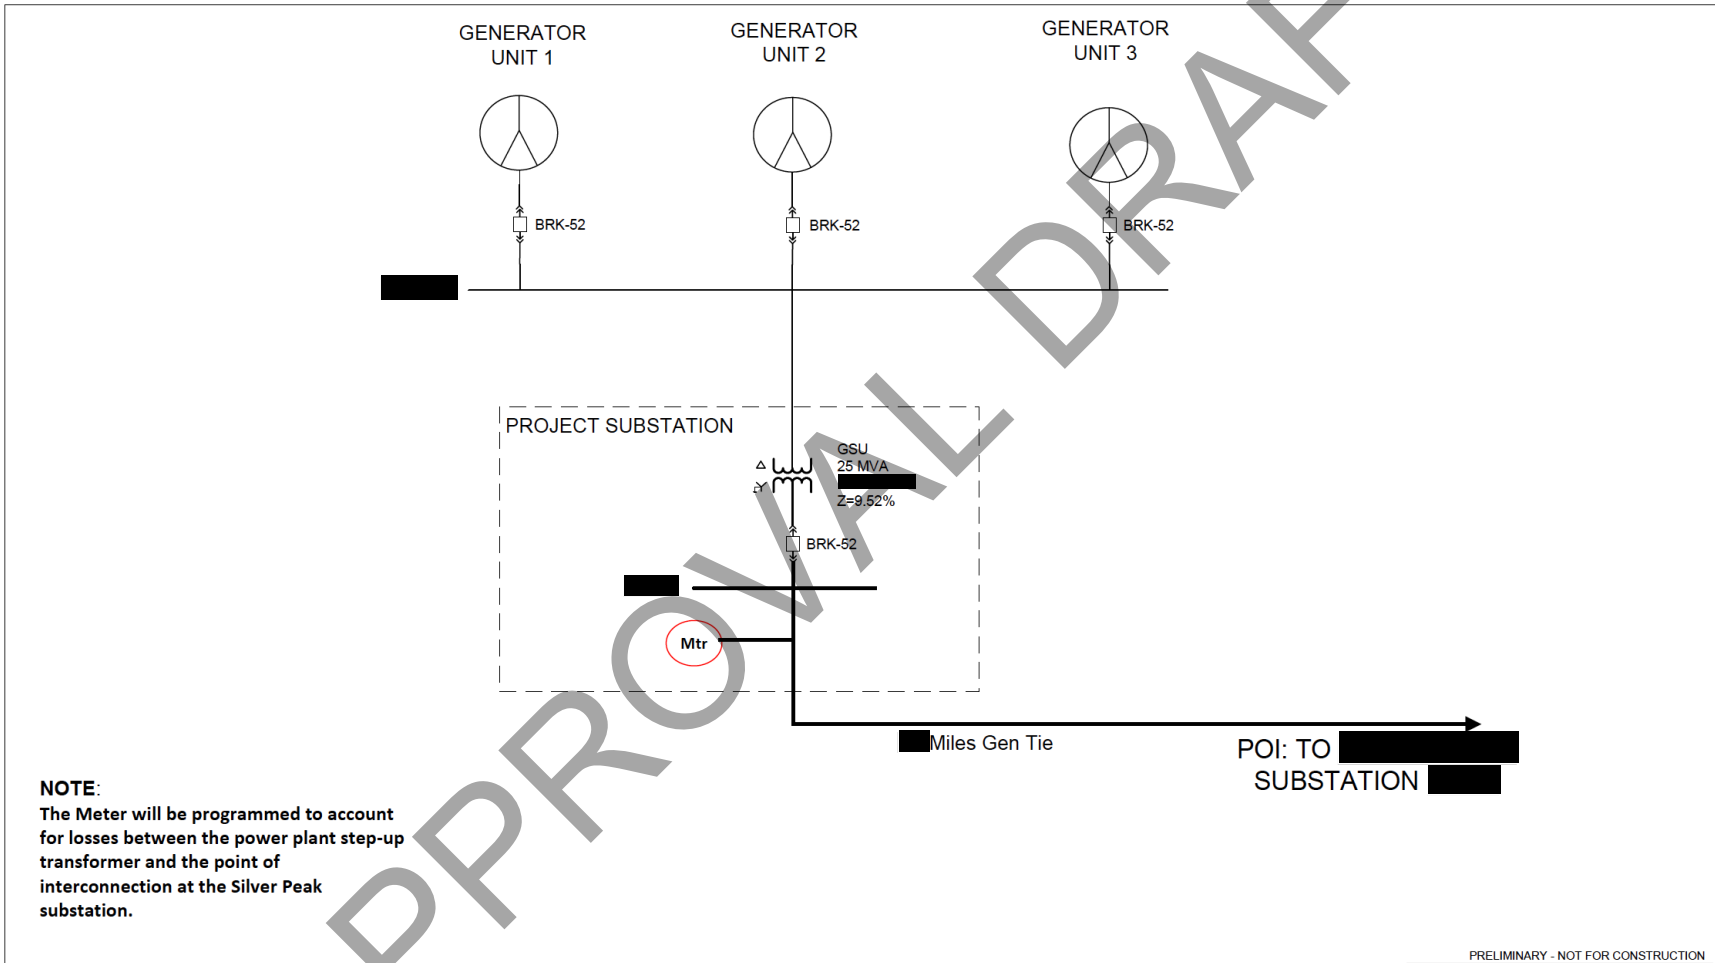 GENERATOR
UNIT 1
GENERATOR
UNIT 2
GENERATOR
UNIT 3
BRK-52
BRK-52
BRK-52
PROJECT SUBSTATION
GSU
25 MVA
Z=9.52%
BRK-52
Mtr
Miles Gen Tie
POI: TO
SUBSTATION
NOTE:
The Meter will be programmed to account
for losses between the power plant step-up
transformer and the point of
interconnection at the Silver Peak
substation.
PPROVAL DRAF
PRELIMINARY - NOT FOR CONSTRUCTION